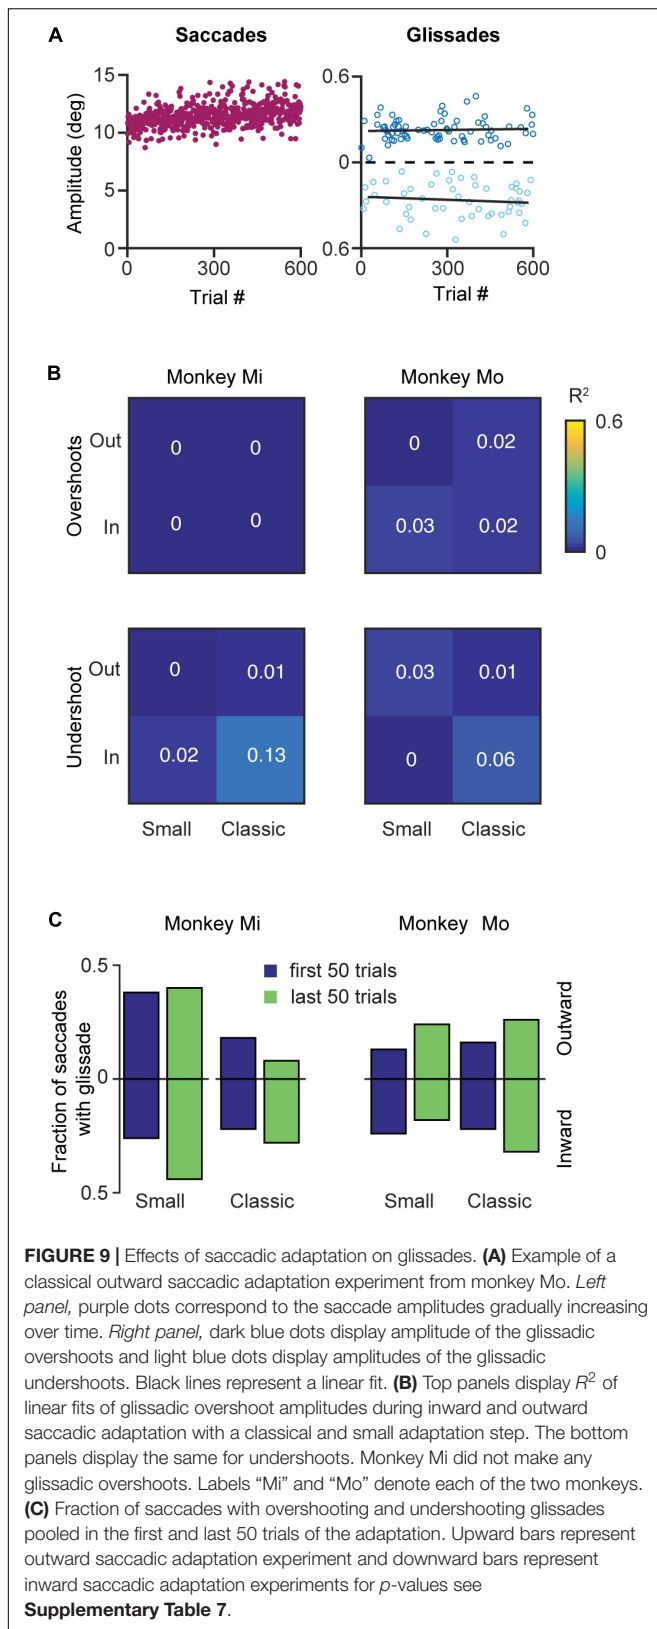 A Saccades Glissades
15 0.6
10
Amplitude (deg)
0
5
0 0.6
0 300 600 0 300 600
Trial # Trial #
B Monkey Mi Monkey Mo
R²
Overshoots
Out 0 0 0 0.02 0.6
In 0 0 0.03 0.02 0
Undershoot
Out 0 0.01 0.03 0.01
In 0.02 0.13 0 0.06
Small Classic Small Classic
C Monkey Mi Monkey Mo
0.5 first 50 trials
last 50 trials
Fraction of saccades
with glissade
Outward
0
Inward
0.5 Small Classic Small Classic
FIGURE 9 | Effects of saccadic adaptation on glissades. (A) Example of a
classical outward saccadic adaptation experiment from monkey Mo. Left
panel, purple dots correspond to the saccade amplitudes gradually increasing
over time. Right panel, dark blue dots display amplitude of the glissadic
overshoots and light blue dots display amplitudes of the glissadic
undershoots. Black lines represent a linear fit. (B) Top panels display R² of
linear fits of glissadic overshoot amplitudes during inward and outward
saccadic adaptation with a classical and small adaptation step. The bottom
panels display the same for undershoots. Monkey Mi did not make any
glissadic overshoots. Labels “Mi” and “Mo” denote each of the two monkeys.
(C) Fraction of saccades with overshooting and undershooting glissades
pooled in the first and last 50 trials of the adaptation. Upward bars represent
outward saccadic adaptation experiment and downward bars represent
inward saccadic adaptation experiments for p-values see
Supplementary Table 7.